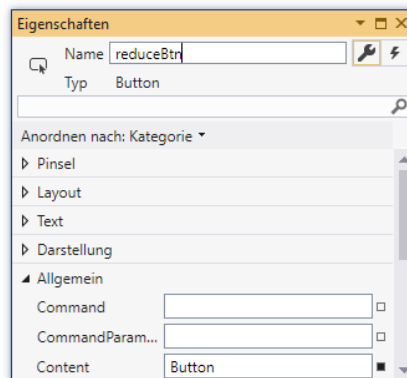 Eigenschaften
Name reduceBtn
Typ Button
Anordnen nach: Kategorie
Pinsel
Layout
Text
Darstellung
Allgemein
Command
CommandParam...
Content Button